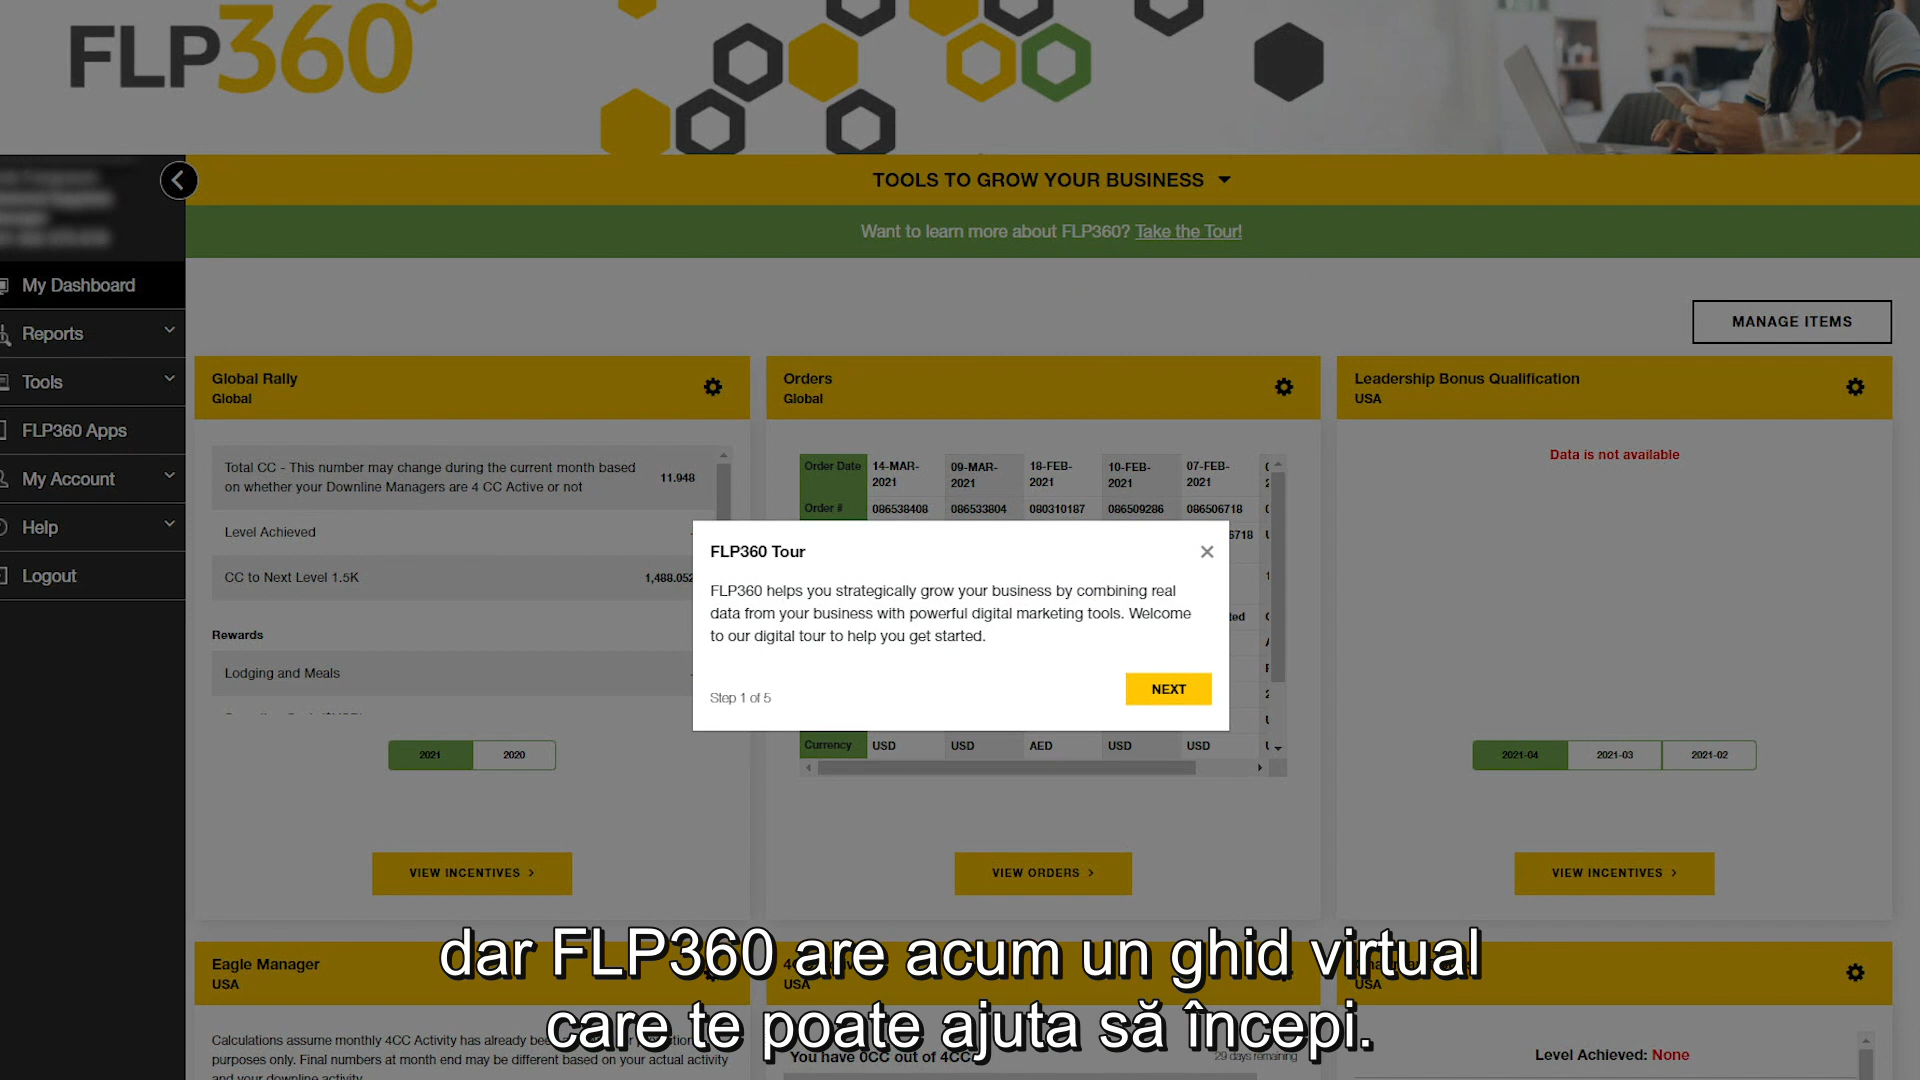 FLP360
TOOLS TO GROW YOUR BUSINESS
Want to learn more about FLP360? Take the Tour!
My Dashboard
Reports
Tools
FLP360 Apps
My Account
Help
Logout
MANAGE ITEMS
Global Rally
Global
Total CC - This number may change during the current month based
on whether your Downline Managers are 4 CC Active or not
11.948
Level Achieved
CC to Next Level 1.5K
1,488.052
Rewards
Lodging and Meals
2021
2020
VIEW INCENTIVES >
Orders
Global
Order Date 14-MAR-2021 09-MAR-2021 18-FEB-2021 10-FEB-2021 07-FEB-2021
Order # 086538408 086533804 080310187 086509286 086506718
Currency USD USD AED USD USD
VIEW ORDERS >
Leadership Bonus Qualification
USA
Data is not available
2021-04
2021-03
2021-02
VIEW INCENTIVES >
FLP360 Tour
FLP360 helps you strategically grow your business by combining real
data from your business with powerful digital marketing tools. Welcome
to our digital tour to help you get started.
Step 1 of 5
NEXT
Eagle Manager
USA
Calculations assume monthly 4CC Activity has already
purposes only. Final numbers at month end may be different based on your actual activity
and your downline activity.
USA
You have 0CC out of 4CC
29 days remaining
USA
Level Achieved: None
dar FLP360 are acum un ghid virtual
care te poate ajuta să începi.